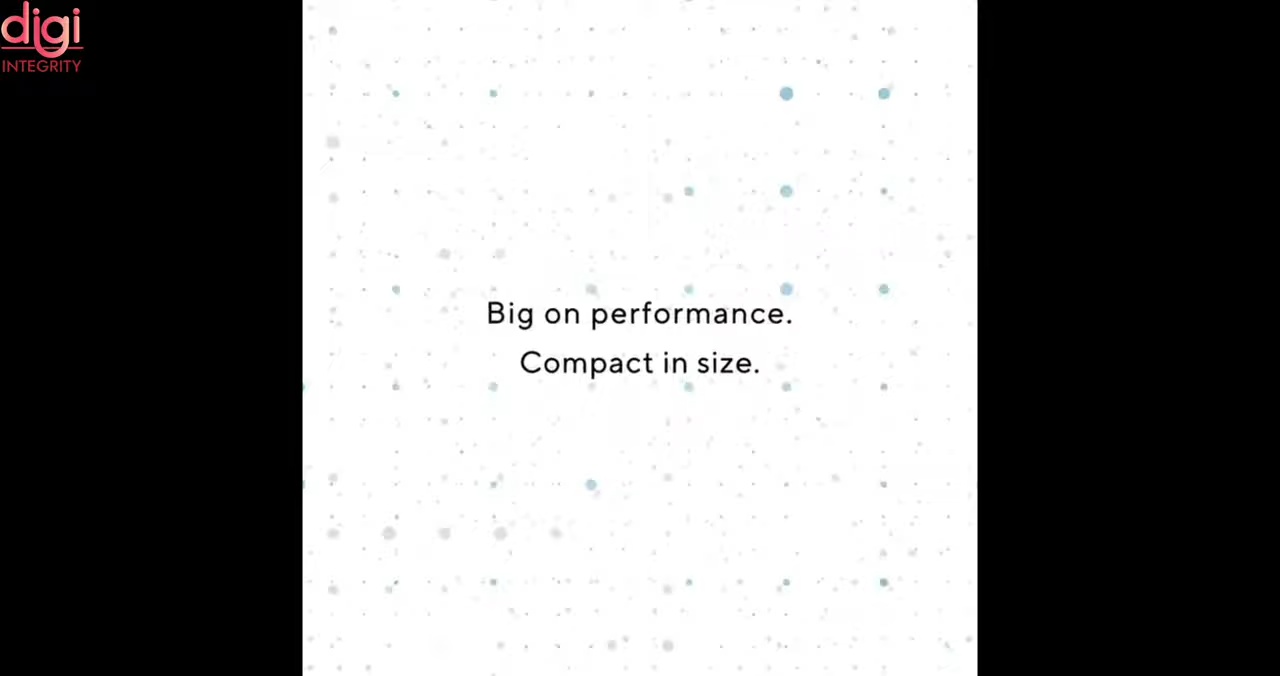 digi
INTEGRITY
Big on performance.
Compact in size.